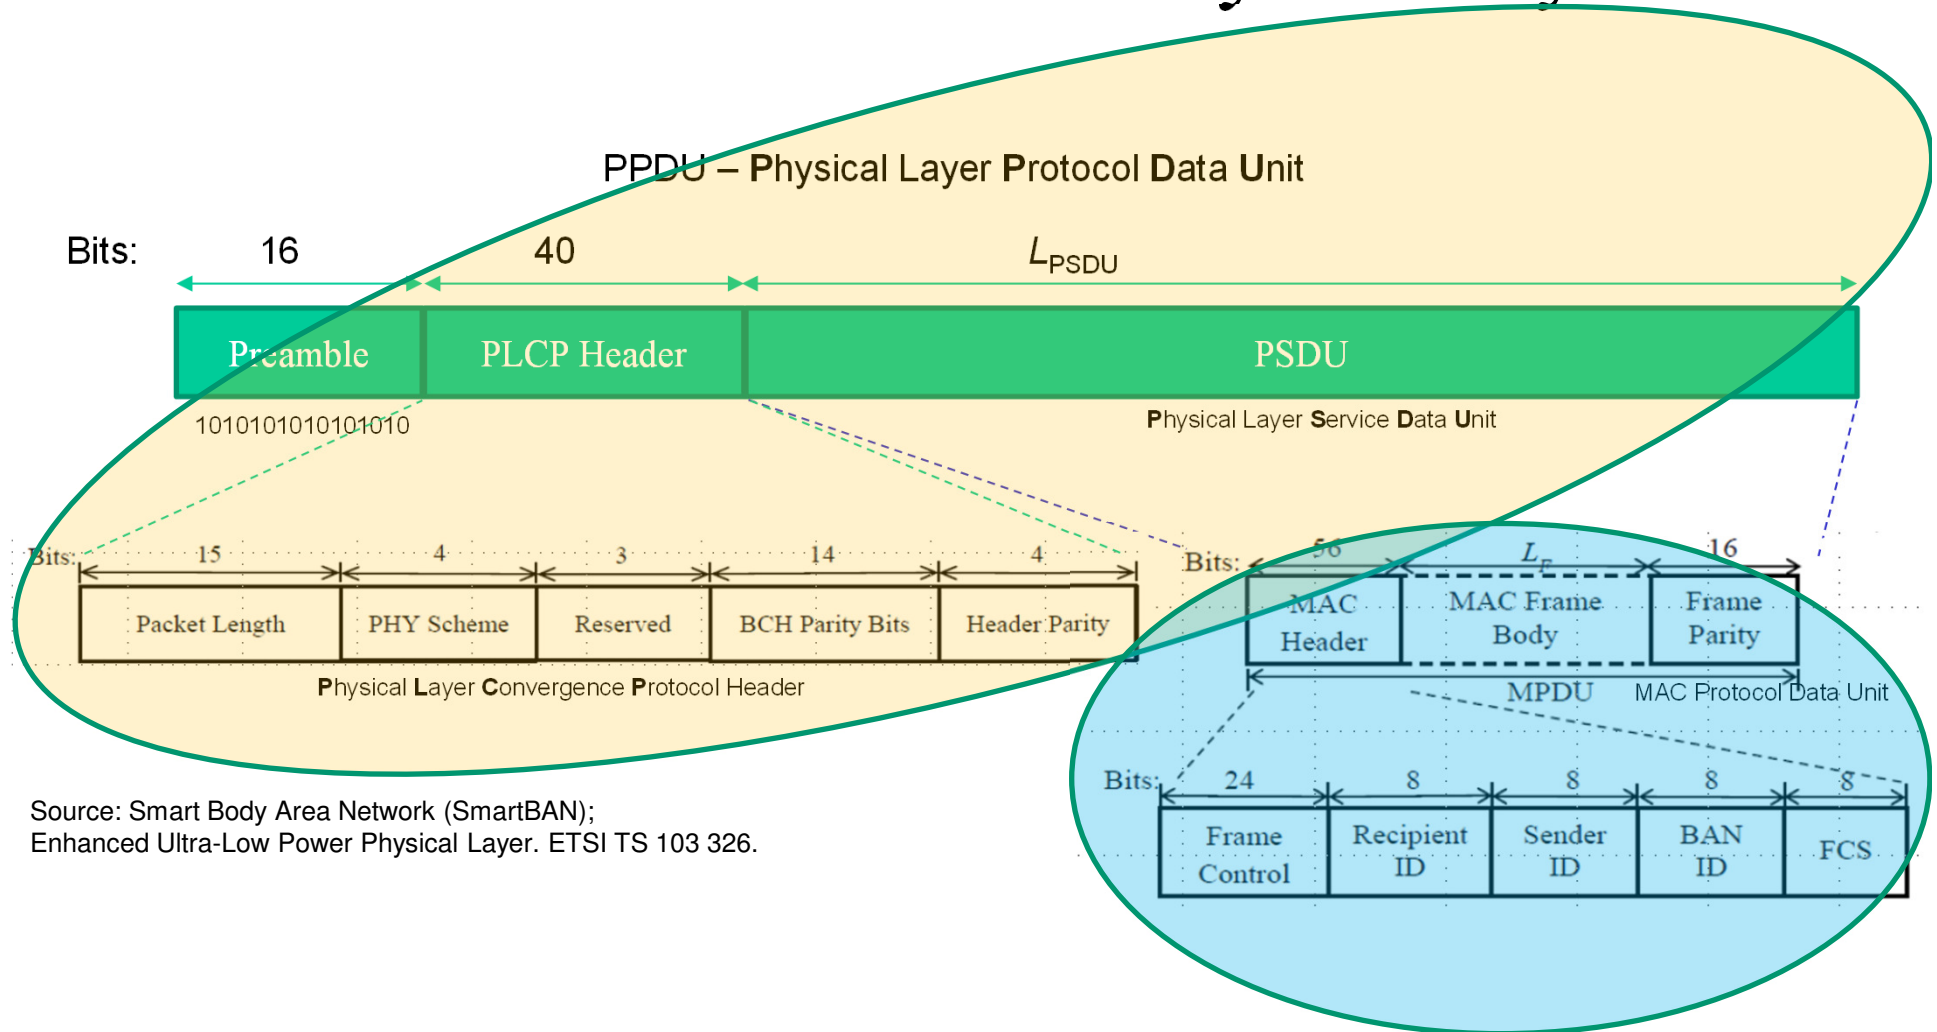 PPDU – Physical Layer Protocol Data Unit
Bits: 16 40 LPSDU
Preamble PLCP Header PSDU
1010101010101010
Physical Layer Service Data Unit
Bits: 15 4 3 14 4
Packet Length PHY Scheme Reserved BCH Parity Bits Header Parity
Physical Layer Convergence Protocol Header
Bits: 56 LF 16
MAC Header MAC Frame Body Frame Parity
MPDU MAC Protocol Data Unit
Bits: 24 8 8 8 8
Frame Control Recipient ID Sender ID BAN ID FCS
Source: Smart Body Area Network (SmartBAN);
Enhanced Ultra-Low Power Physical Layer. ETSI TS 103 326.